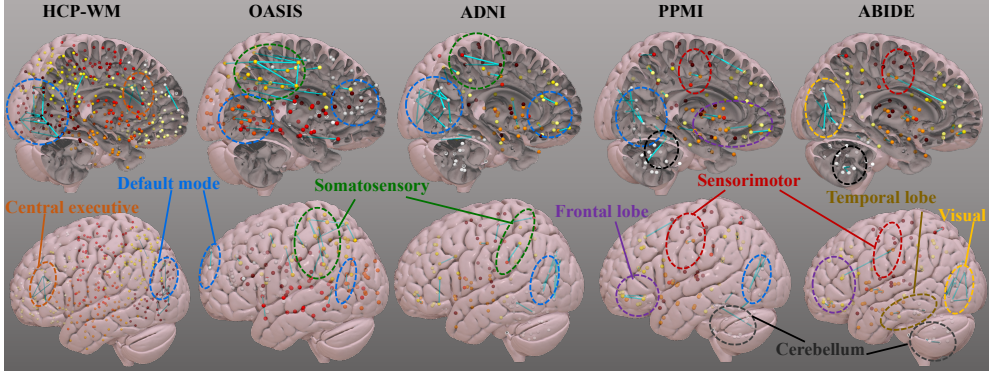 HCP-WM OASIS ADNI PPMI ABIDE
Default mode Somatosensory Sensorimotor
Central executive Frontal lobe Temporal lobe
Visual
Cerebellum